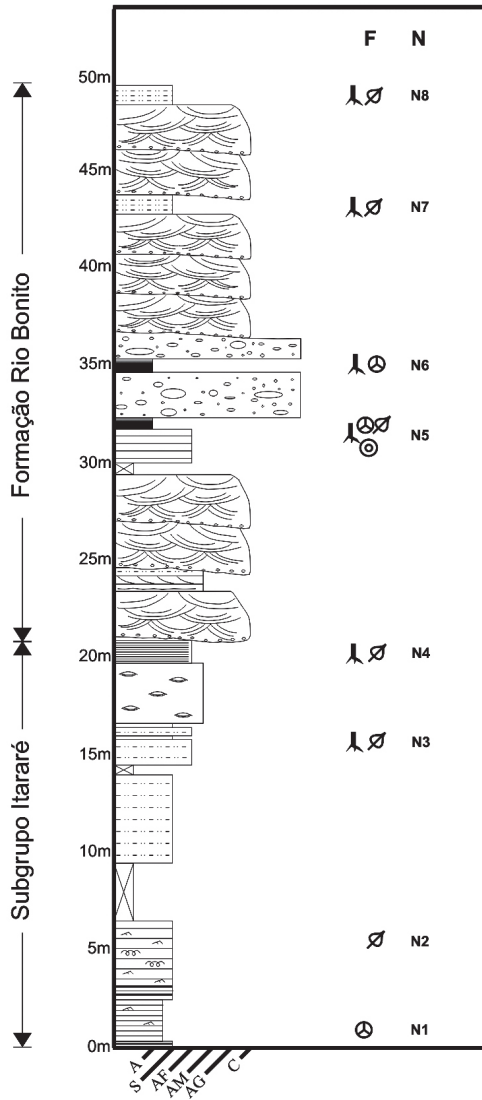 F N
50m
N8
45m
N7
40m
35m
N6
N5
30m
25m
20m
N4
N3
15m
10m
5m
N2
N1
0m
Formação Rio Bonito
Subgrupo Itararé
A
S
AF
AM
AG
C